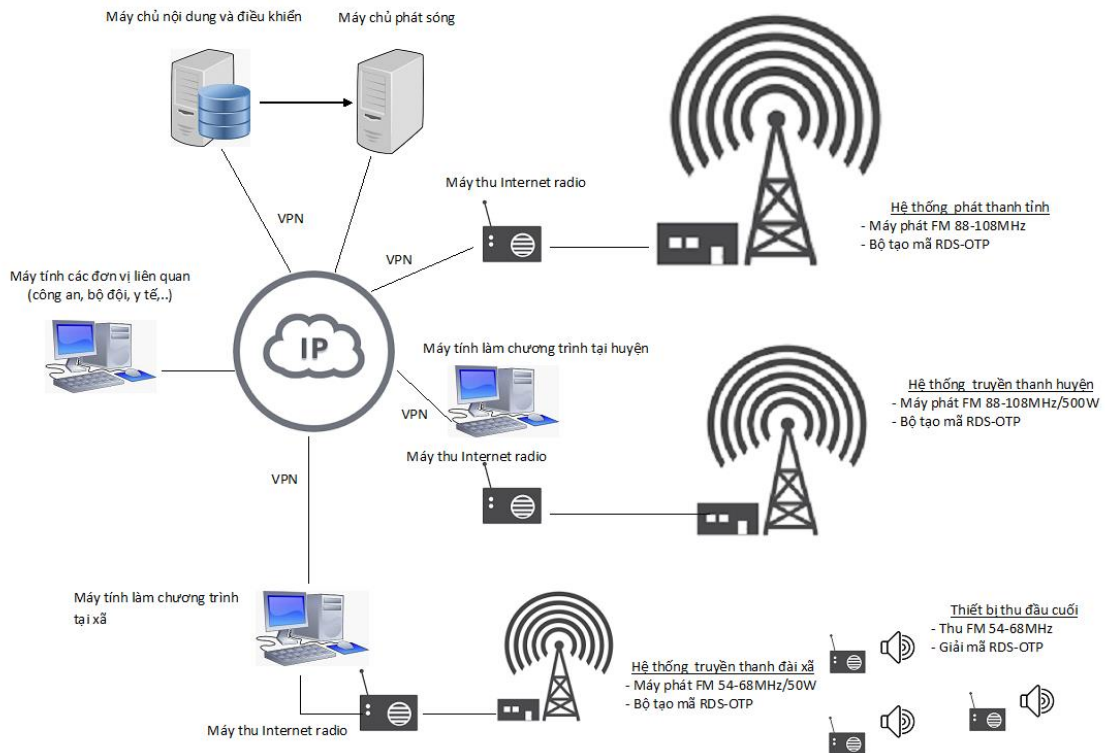 Máy chủ nội dung và điều khiển
Máy chủ phát sóng
Máy thu Internet radio
VPN
VPN
Hệ thống phát thanh tỉnh
- Máy phát FM 88-108MHz
- Bộ tạo mã RDS-OTP
Máy tính các đơn vị liên quan
(công an, bộ đội, y tế,..)
IP
Máy tính làm chương trình tại huyện
VPN
Hệ thống truyền thanh huyện
- Máy phát FM 88-108MHz/500W
- Bộ tạo mã RDS-OTP
Máy thu Internet radio
VPN
Máy tính làm chương trình
tại xã
Máy thu Internet radio
Hệ thống truyền thanh đài xã
- Máy phát FM 54-68MHz/50W
- Bộ tạo mã RDS-OTP
Thiết bị thu đầu cuối
- Thu FM 54-68MHz
- Giải mã RDS-OTP